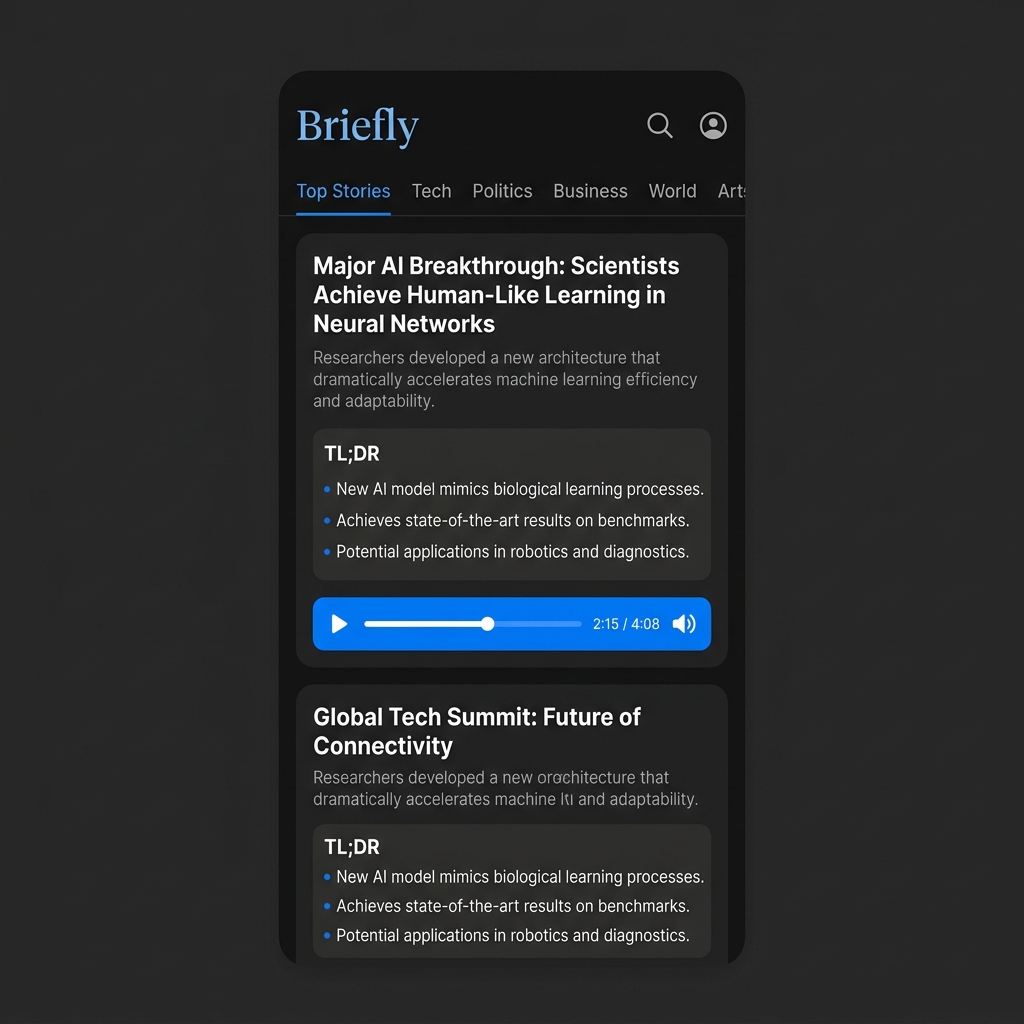 Briefly
Top Stories Tech Politics Business World Arts
Major AI Breakthrough: Scientists
Achieve Human-Like Learning in
Neural Networks
Researchers developed a new architecture that
dramatically accelerates machine learning efficiency
and adaptability.
TL;DR
• New AI model mimics biological learning processes.
• Achieves state-of-the-art results on benchmarks.
• Potential applications in robotics and diagnostics.
2:15 / 4:08
Global Tech Summit: Future of
Connectivity
Researchers developed a new orochitecture that
dramatically accelerates machine and adaptability.
TL;DR
• New AI model mimics biological learning processes.
• Achieves state-of-the-art results on benchmarks.
• Potential applications in robotics and diagnostics.